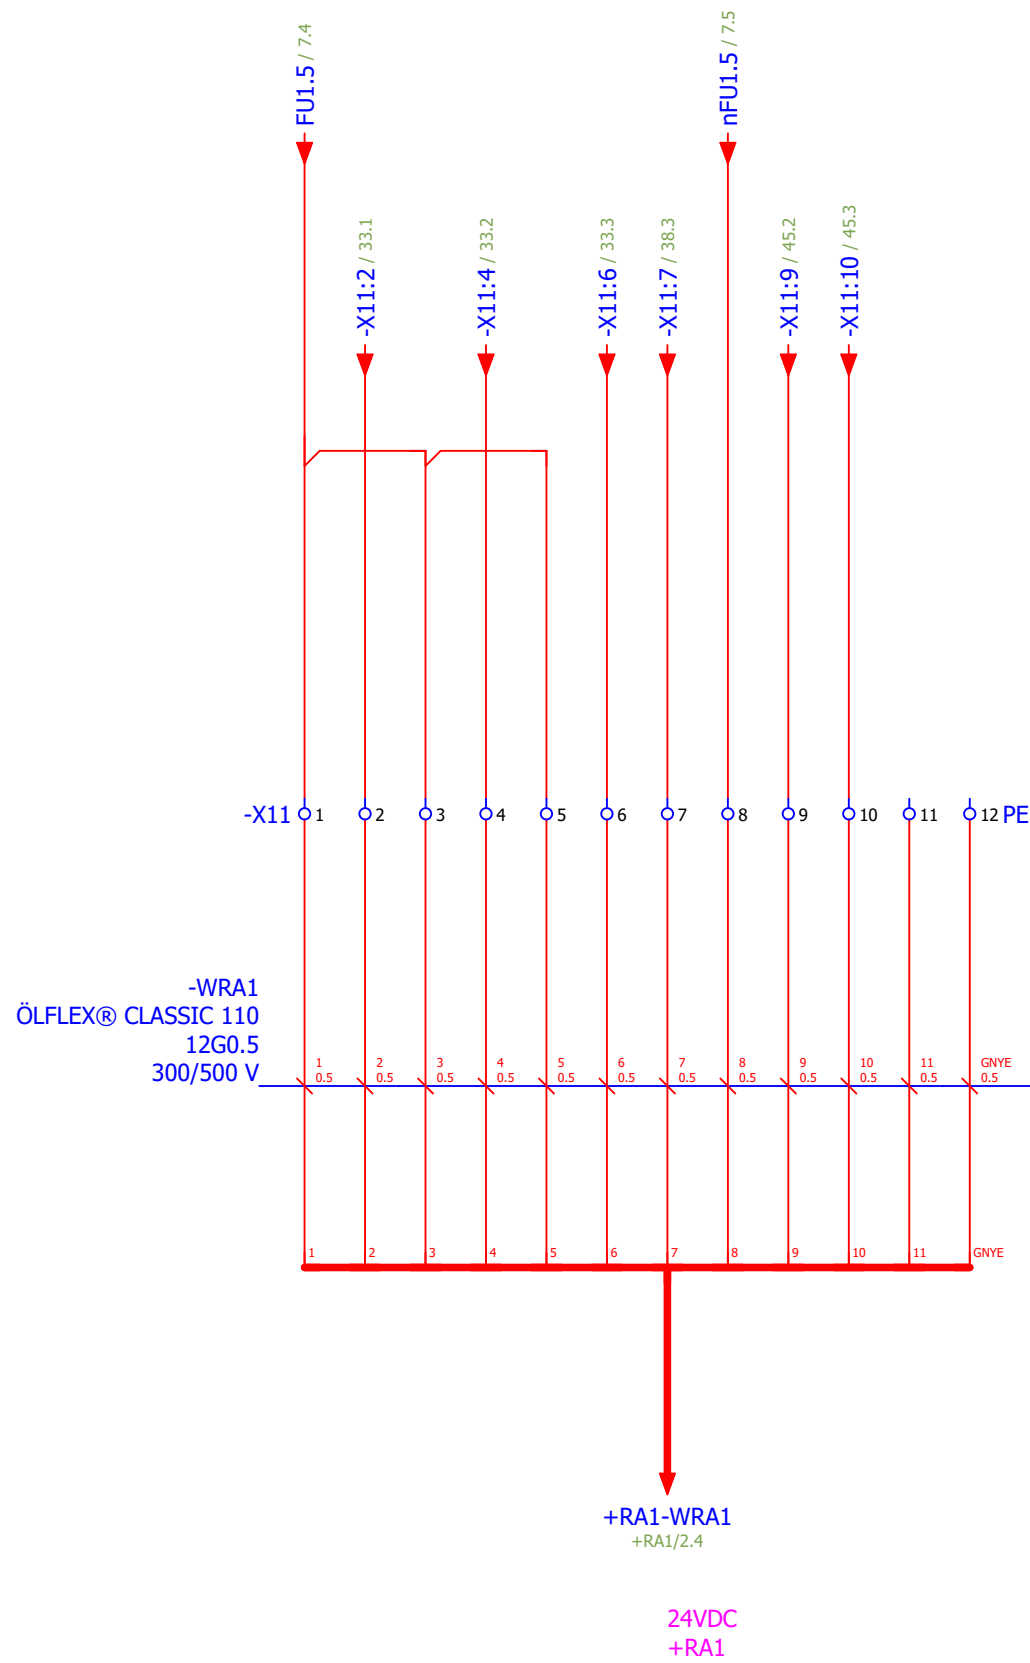 FU1.5 / 7.4
nFU1.5 / 7.5
-X11:2 / 33.1
-X11:4 / 33.2
-X11:6 / 33.3
-X11:7 / 38.3
-X11:9 / 45.2
-X11:10 / 45.3
-X11 1 2 3 4 5 6 7 8 9 10 11 12 PE
-WRA1
ÖLFLEX® CLASSIC 110
12G0.5
300/500 V
1 2 3 4 5 6 7 8 9 10 11 GNYE
0.5 0.5 0.5 0.5 0.5 0.5 0.5 0.5 0.5 0.5 0.5 0.5
1 2 3 4 5 6 7 8 9 10 11 GNYE
+RA1-WRA1
+RA1/2.4
24VDC
+RA1